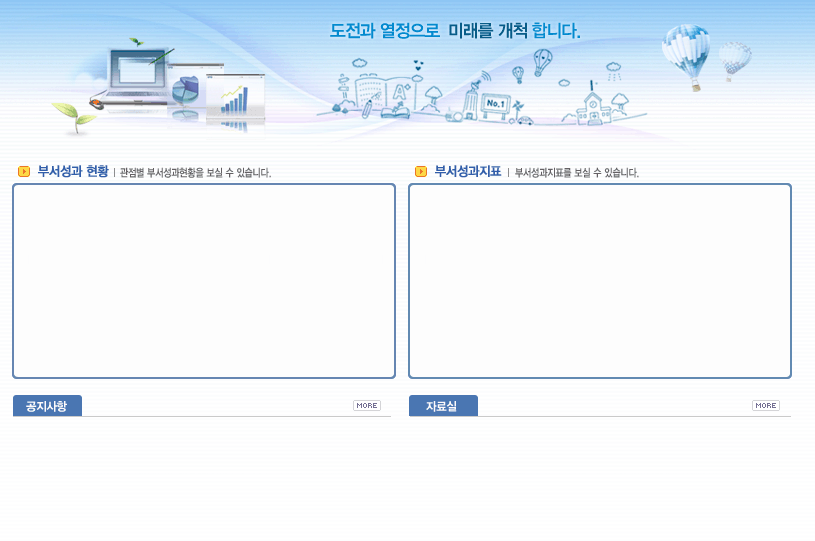 도전과 열정으로 미래를 개척 합니다.
A+
No.1
부서성과 현황 | 관점별 부서성과현황을 보실 수 있습니다.
부서성과지표 | 부서성과지표를 보실 수 있습니다.
공지사항 MORE
자료실 MORE